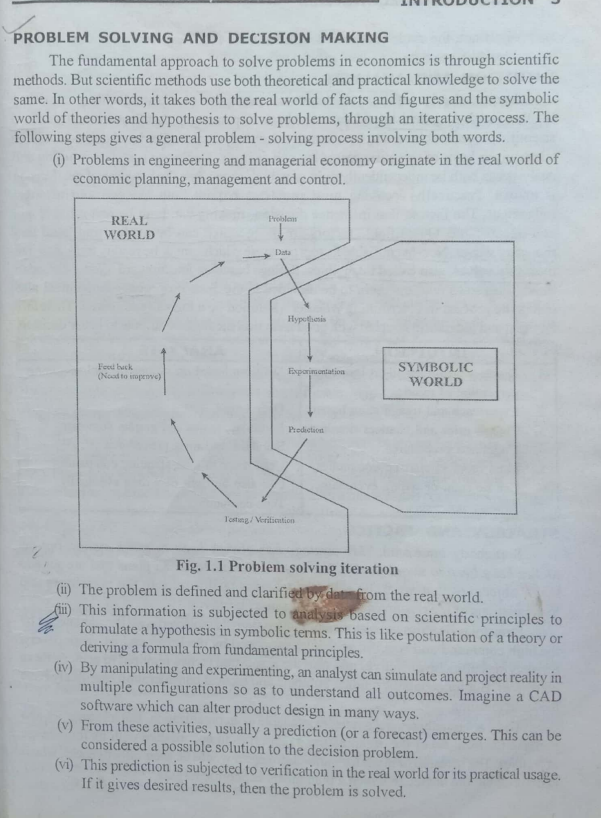 INTRODUCTION 3
PROBLEM SOLVING AND DECISION MAKING
The fundamental approach to solve problems in economics is through scientific
methods. But scientific methods use both theoretical and practical knowledge to solve the
same. In other words, it takes both the real world of facts and figures and the symbolic
world of theories and hypothesis to solve problems, through an iterative process. The
following steps gives a general problem - solving process involving both words.
(i) Problems in engineering and managerial economy originate in the real world of
economic planning, management and control.
REAL
WORLD
Problem
Data
Hypothesis
Feed back
(Need to improve)
Experimentation
SYMBOLIC
WORLD
Prediction
Testing / Verification
Fig. 1.1 Problem solving iteration
(ii) The problem is defined and clarified by data from the real world.
(iii) This information is subjected to analysis based on scientific principles to
formulate a hypothesis in symbolic terms. This is like postulation of a theory or
deriving a formula from fundamental principles.
(iv) By manipulating and experimenting, an analyst can simulate and project reality in
multiple configurations so as to understand all outcomes. Imagine a CAD
software which can alter product design in many ways.
(v) From these activities, usually a prediction (or a forecast) emerges. This can be
considered a possible solution to the decision problem.
(vi) This prediction is subjected to verification in the real world for its practical usage.
If it gives desired results, then the problem is solved.